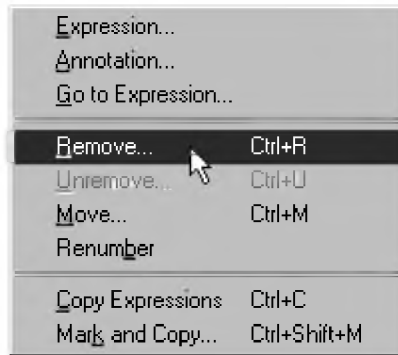 Expression...
Annotation...
Go to Expression...
Remove... Ctrl+R
Unremove... Ctrl+U
Move... Ctrl+M
Renumber
Copy Expressions Ctrl+C
Mark and Copy... Ctrl+Shift+M